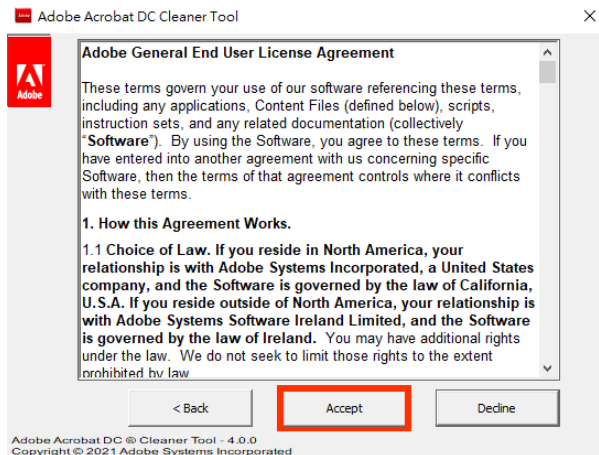 Adobe Acrobat DC Cleaner Tool
Adobe
Adobe General End User License Agreement
These terms govern your use of our software referencing these terms,
including any applications, Content Files (defined below), scripts,
instruction sets, and any related documentation (collectively
“Software”). By using the Software, you agree to these terms. If you
have entered into another agreement with us concerning specific
Software, then the terms of that agreement controls where it conflicts
with these terms.
1. How this Agreement Works.
1.1 Choice of Law. If you reside in North America, your
relationship is with Adobe Systems Incorporated, a United States
company, and the Software is governed by the law of California,
U.S.A. If you reside outside of North America, your relationship is
with Adobe Systems Software Ireland Limited, and the Software
is governed by the law of Ireland. You may have additional rights
under the law. We do not seek to limit those rights to the extent
prohibited by law
< Back
Accept
Decline
Adobe Acrobat DC ® Cleaner Tool - 4.0.0
Copyright © 2021 Adobe Systems Incorporated